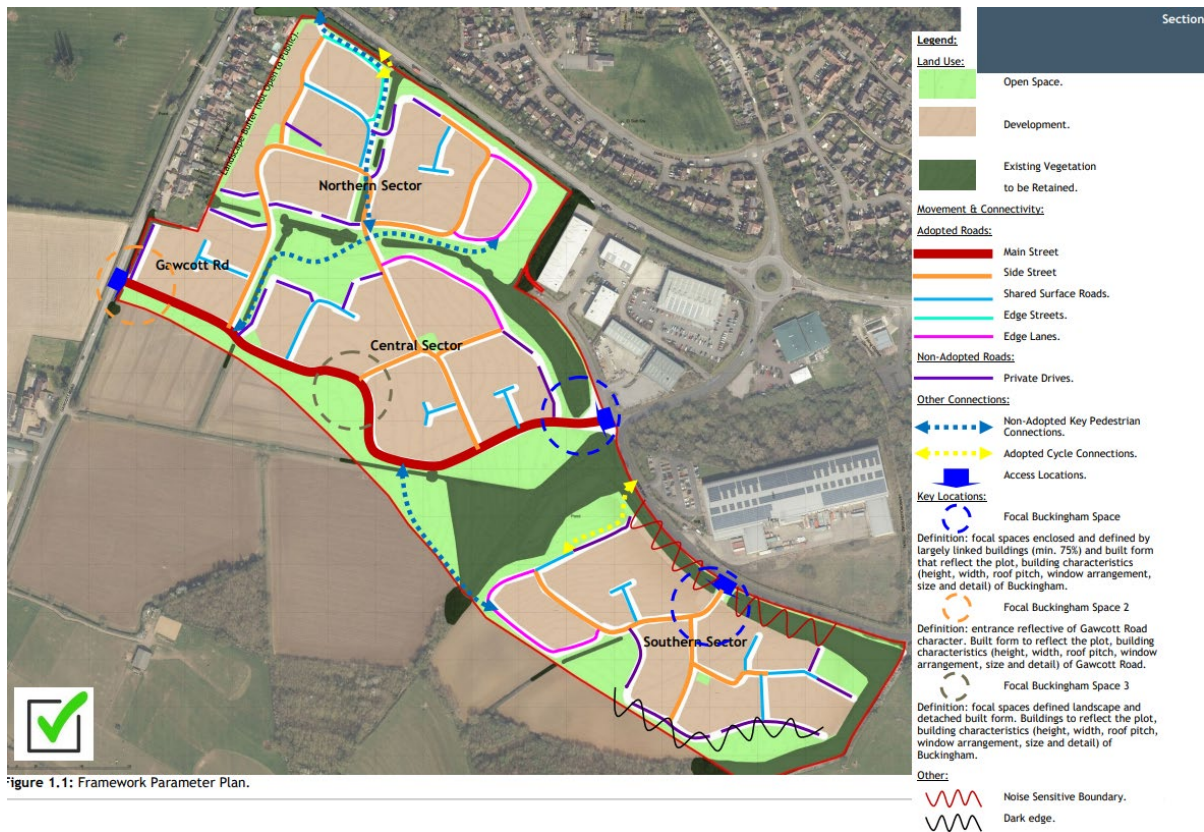 Section
Legend:
Land Use:
Open Space.
Development.
Existing Vegetation
to be Retained.
Movement & Connectivity:
Adopted Roads:
Main Street
Side Street
Shared Surface Roads.
Edge Streets.
Edge Lanes.
Non-Adopted Roads:
Private Drives.
Other Connections:
Non-Adopted Key Pedestrian
Connections.
Adopted Cycle Connections.
Access Locations.
Key Locations:
Focal Buckingham Space
Definition: focal spaces enclosed and defined by
largely linked buildings (min. 75%) and built form
that reflect the plot, building characteristics
(height, width, roof pitch, window arrangement,
size and detail) of Buckingham.
Focal Buckingham Space 2
Definition: entrance reflective of Gawcott Road
character. Built form to reflect the plot, building
characteristics (height, width, roof pitch, window
arrangement, size and detail) of Gawcott Road.
Focal Buckingham Space 3
Definition: focal spaces defined landscape and
detached built form. Buildings to reflect the plot,
building characteristics (height, width, roof pitch,
window arrangement, size and detail) of
Buckingham.
Other:
Noise Sensitive Boundary.
Dark edge.
Landscape Buffer (Not Open to Public).
Northern Sector
Gawcott Rd
Central Sector
Southern Sector
Figure 1.1: Framework Parameter Plan.